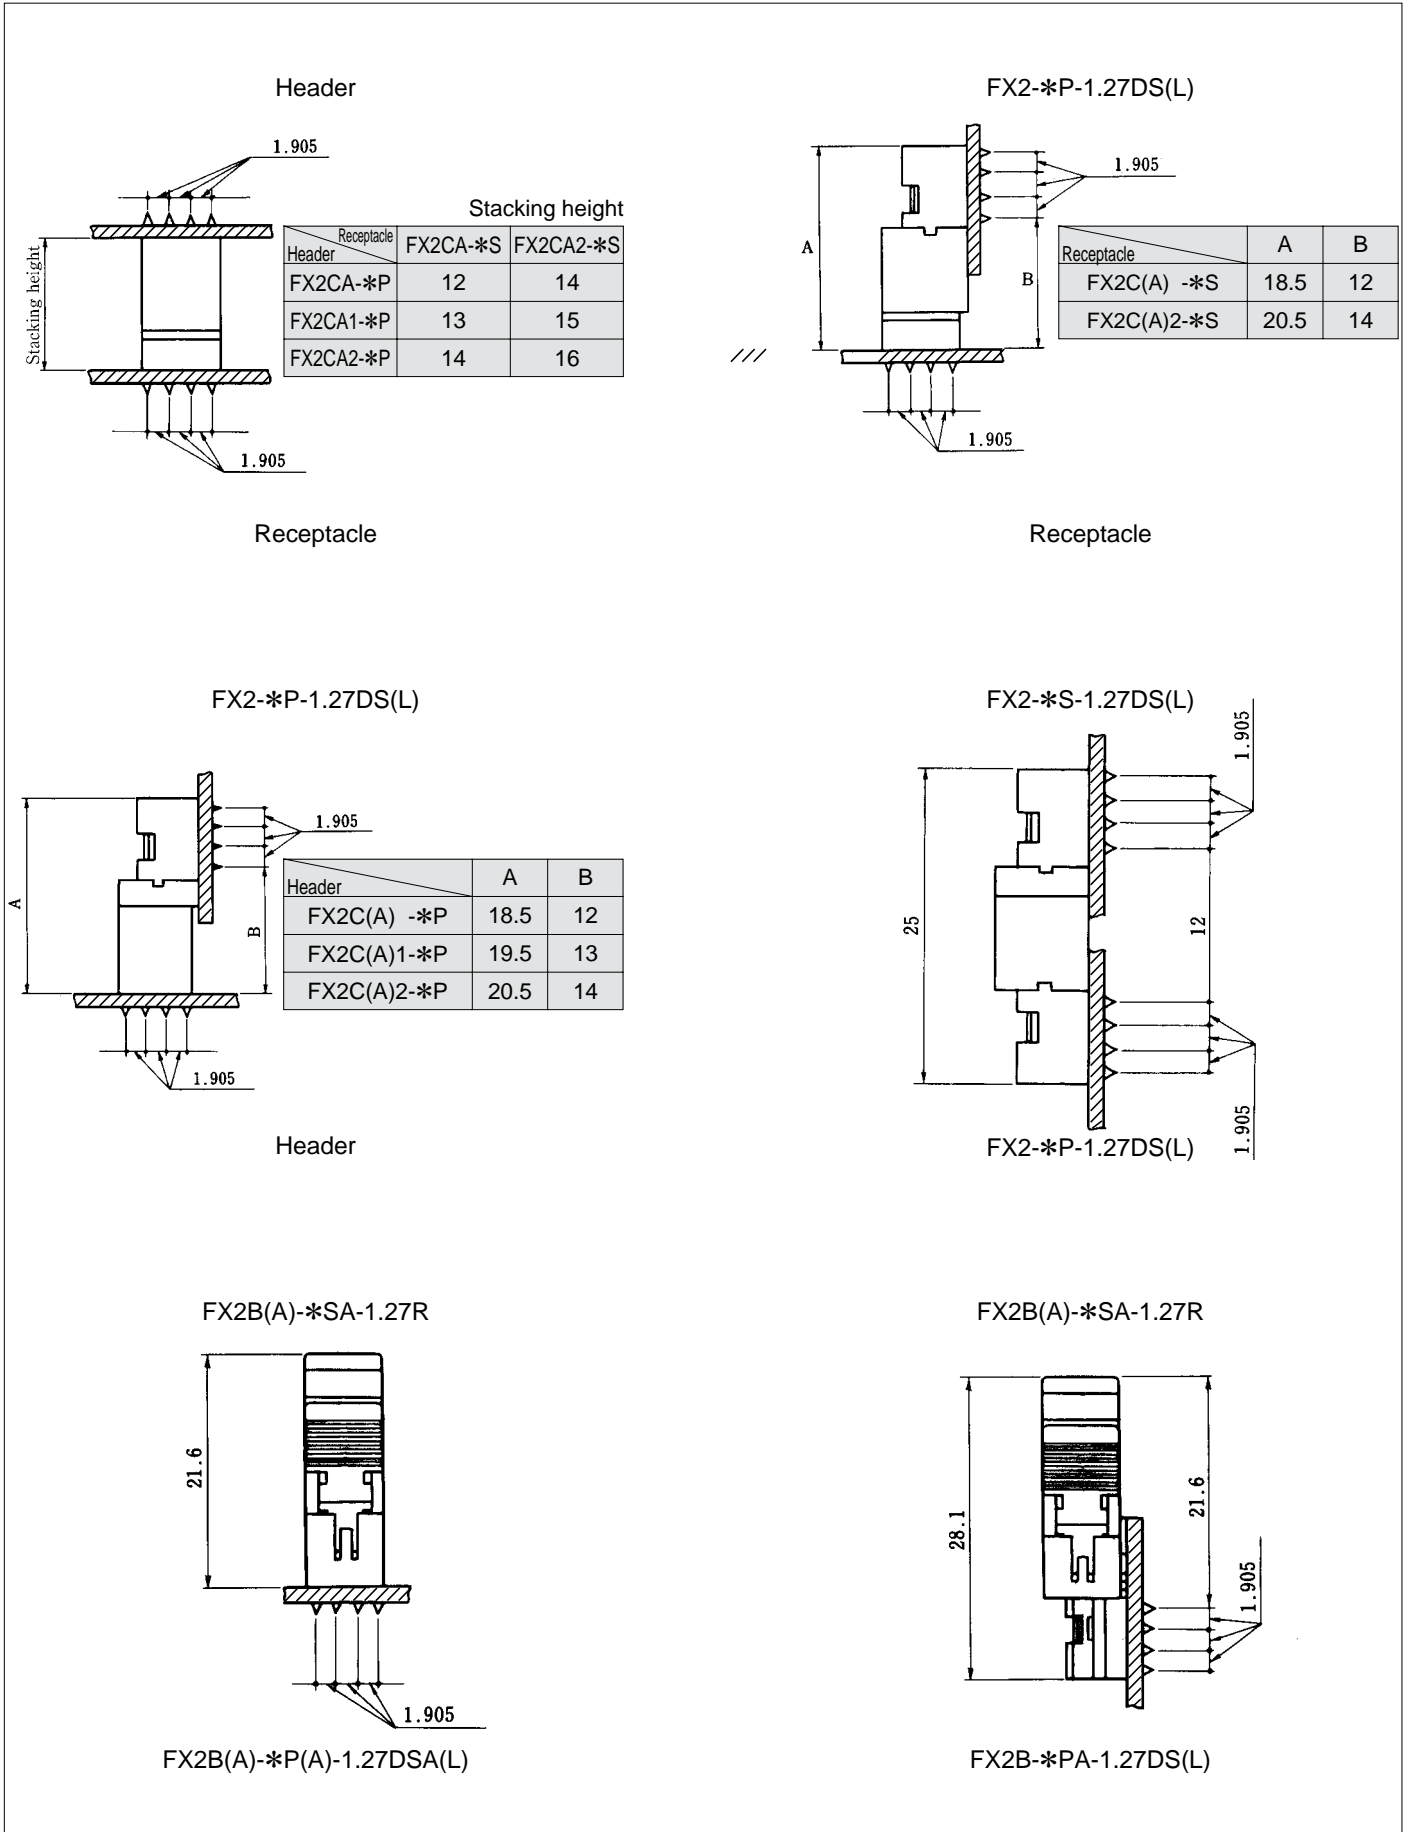 Header
1.905
Stacking height
Stacking height
Receptacle
Header
FX2CA-*S
FX2CA2-*S
FX2CA-*P 12 14
FX2CA1-*P 13 15
FX2CA2-*P 14 16
1.905
Receptacle
FX2-*P-1.27DS(L)
1.905
A
B
Receptacle A B
FX2C(A) -*S 18.5 12
FX2C(A)2-*S 20.5 14
1.905
Receptacle
FX2-*P-1.27DS(L)
1.905
A
B
Header A B
FX2C(A) -*P 18.5 12
FX2C(A)1-*P 19.5 13
FX2C(A)2-*P 20.5 14
1.905
Header
FX2-*S-1.27DS(L)
1.905
25
12
1.905
FX2-*P-1.27DS(L)
FX2B(A)-*SA-1.27R
21.6
1.905
FX2B(A)-*P(A)-1.27DSA(L)
FX2B(A)-*SA-1.27R
28.1
21.6
1.905
FX2B-*PA-1.27DS(L)